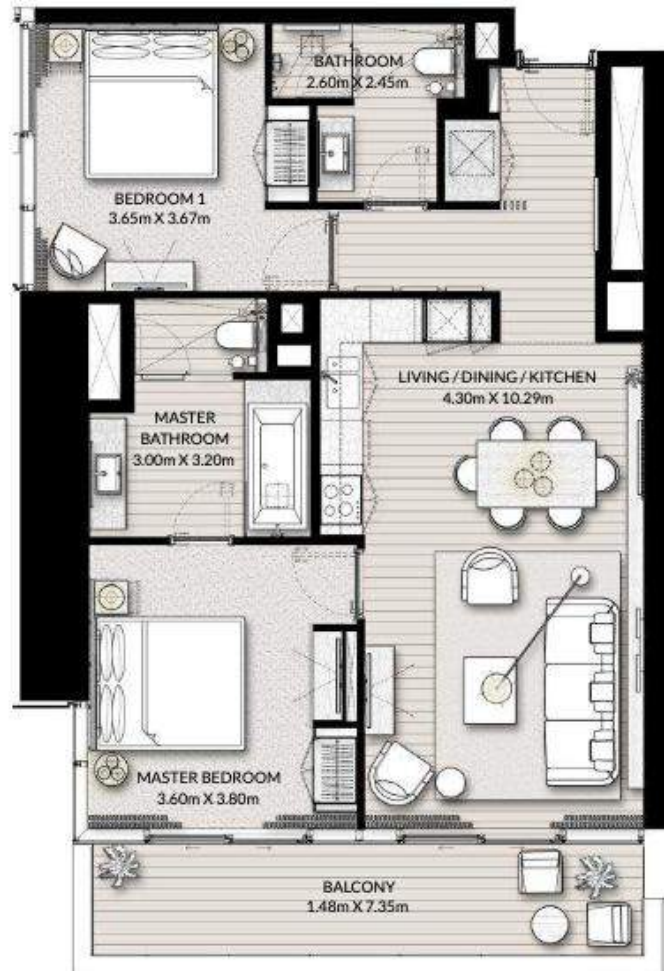 BATHROOM
2.60m X 2.45m
BEDROOM 1
3.65m X 3.67m
LIVING / DINING / KITCHEN
4.30m X 10.29m
MASTER
BATHROOM
3.00m X 3.20m
MASTER BEDROOM
3.60m X 3.80m
BALCONY
1.48m X 7.35m